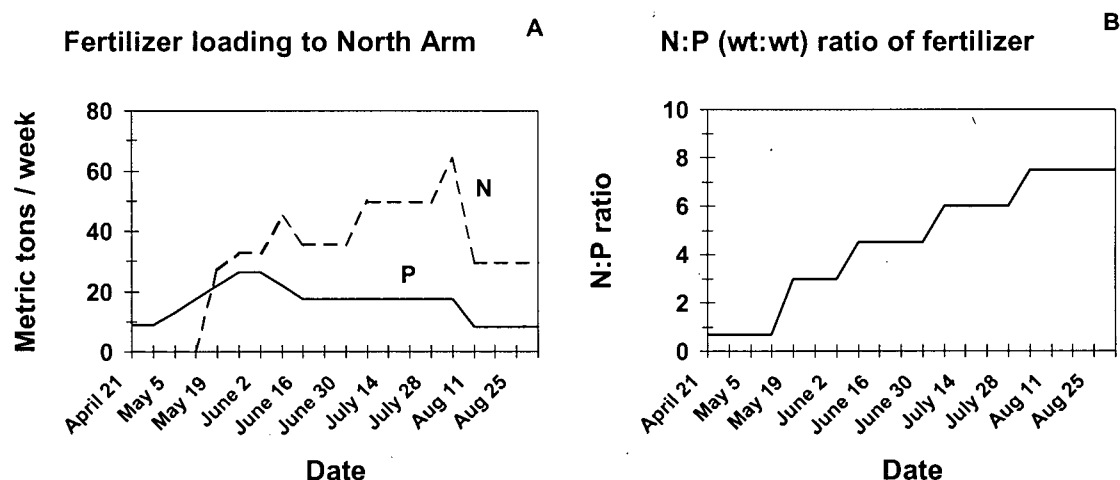 Fertilizer loading to North Arm
A
Metric tons / week
80
60
40
20
0
N
P
April 21
May 5
May 19
June 2
June 16
June 30
July 14
July 28
Aug 11
Aug 25
Date
N:P (wt:wt) ratio of fertilizer
B
N:P ratio
10
8
6
4
2
0
April 21
May 5
May 19
June 2
June 16
June 30
July 14
July 28
Aug 11
Aug 25
Date